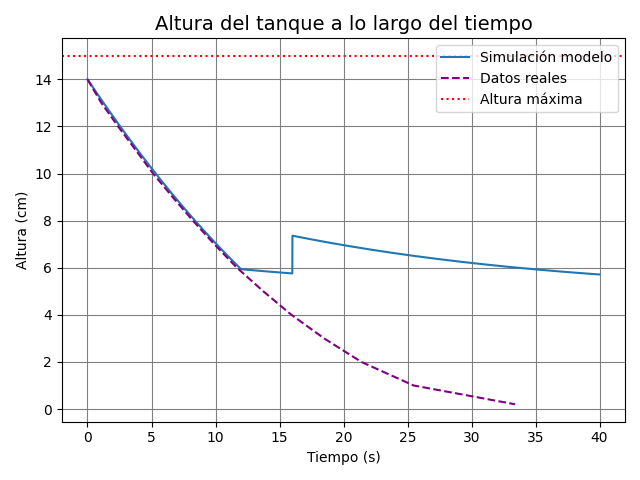 Altura del tanque a lo largo del tiempo
Simulación modelo
Datos reales
Altura máxima
Altura (cm)
14
12
10
8
6
4
2
0
0 5 10 15 20 25 30 35 40
Tiempo (s)